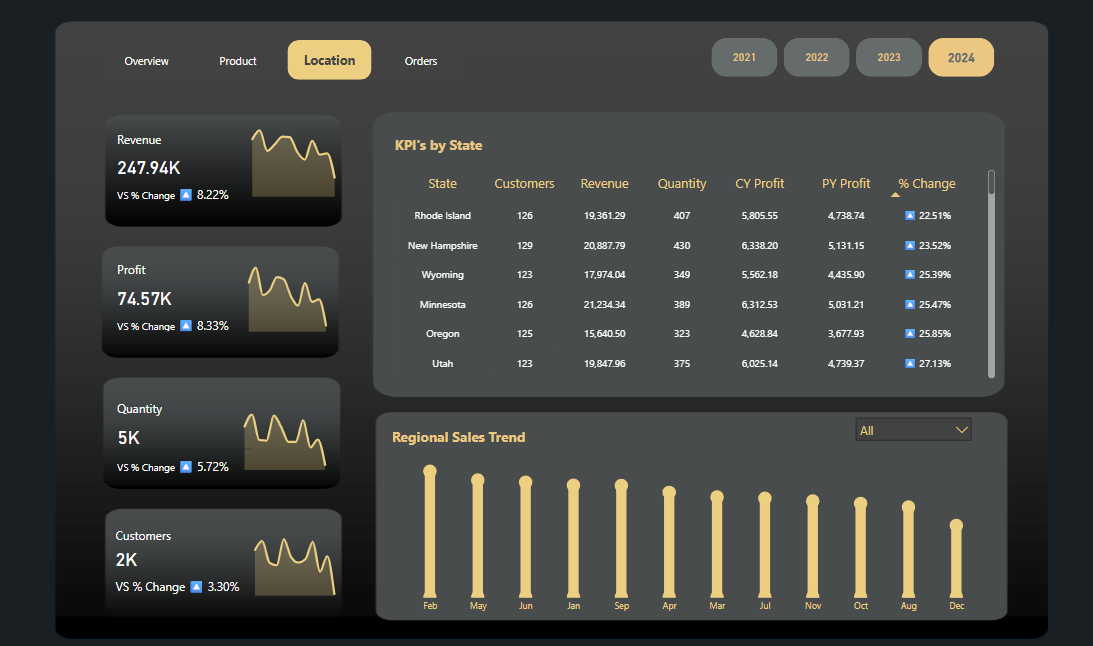 Overview Product Location Orders 2021 2022 2023 2024
Revenue
247.94K
VS % Change 🔼 8.22%
Profit
74.57K
VS % Change 🔼 8.33%
Quantity
5K
VS % Change 🔼 5.72%
Customers
2K
VS % Change 🔼 3.30%
KPI's by State
State Customers Revenue Quantity CY Profit PY Profit % Change
Rhode Island 126 19,361.29 407 5,805.55 4,738.74 🔼 22.51%
New Hampshire 129 20,887.79 430 6,338.20 5,131.15 🔼 23.52%
Wyoming 123 17,974.04 349 5,562.18 4,435.90 🔼 25.39%
Minnesota 126 21,234.34 389 6,312.53 5,031.21 🔼 25.47%
Oregon 125 15,640.50 323 4,628.84 3,677.93 🔼 25.85%
Utah 123 19,847.96 375 6,025.14 4,739.37 🔼 27.13%
Regional Sales Trend
All
Feb May Jun Jan Sep Apr Mar Jul Nov Oct Aug Dec